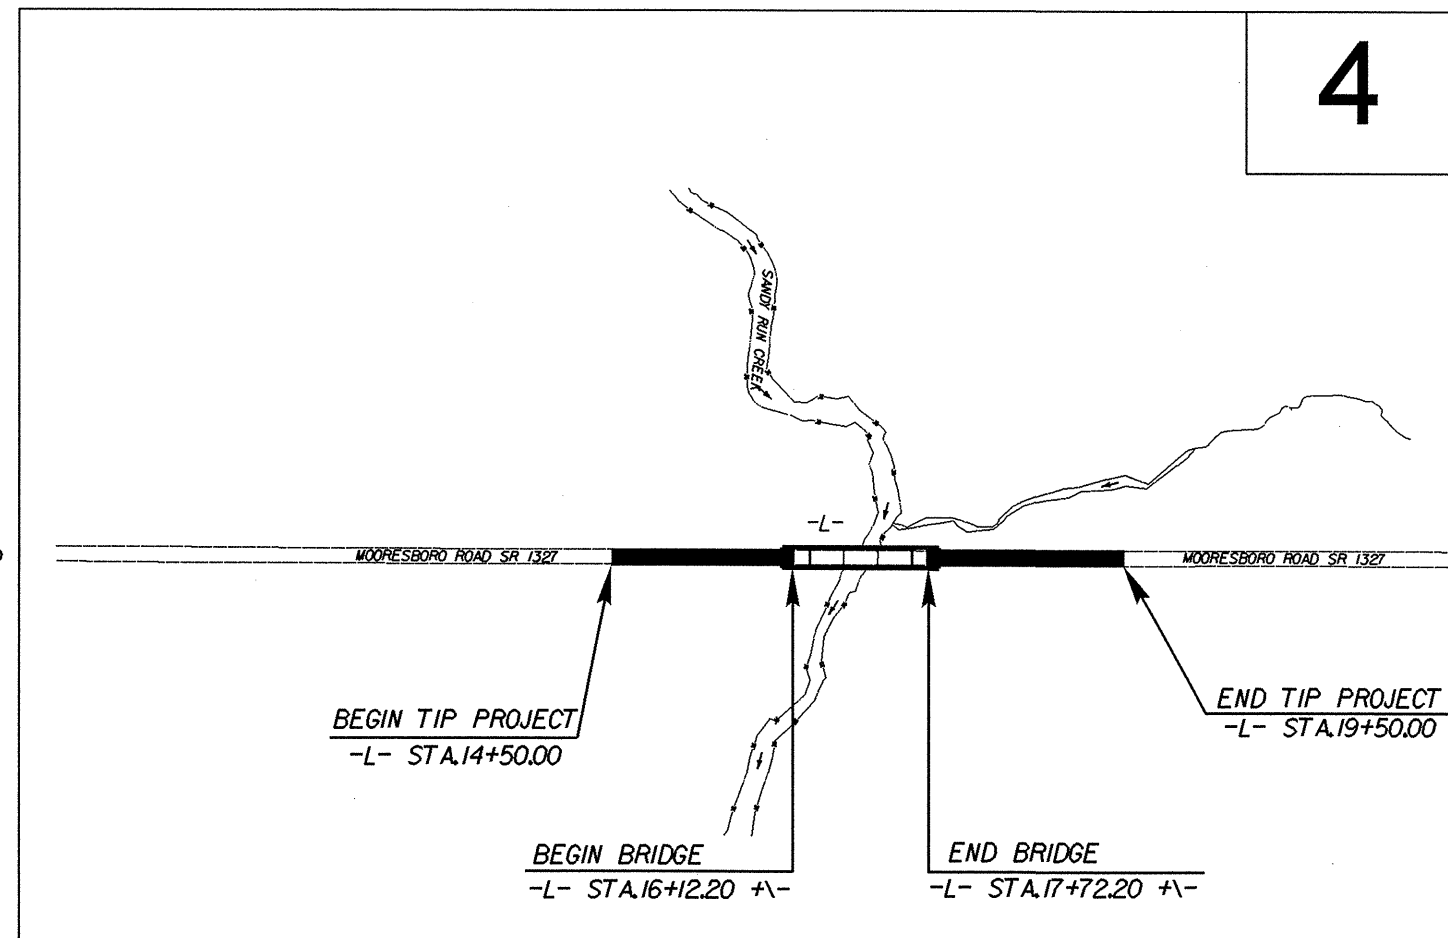 4
SANDY RUN CREEK
-L-
MOORESBORO ROAD SR 1327
MOORESBORO ROAD SR 1327
BEGIN TIP PROJECT
-L- STA.14+50.00
END TIP PROJECT
-L- STA.19+50.00
BEGIN BRIDGE
-L- STA.16+12.20 +\-
END BRIDGE
-L- STA.17+72.20 +\-